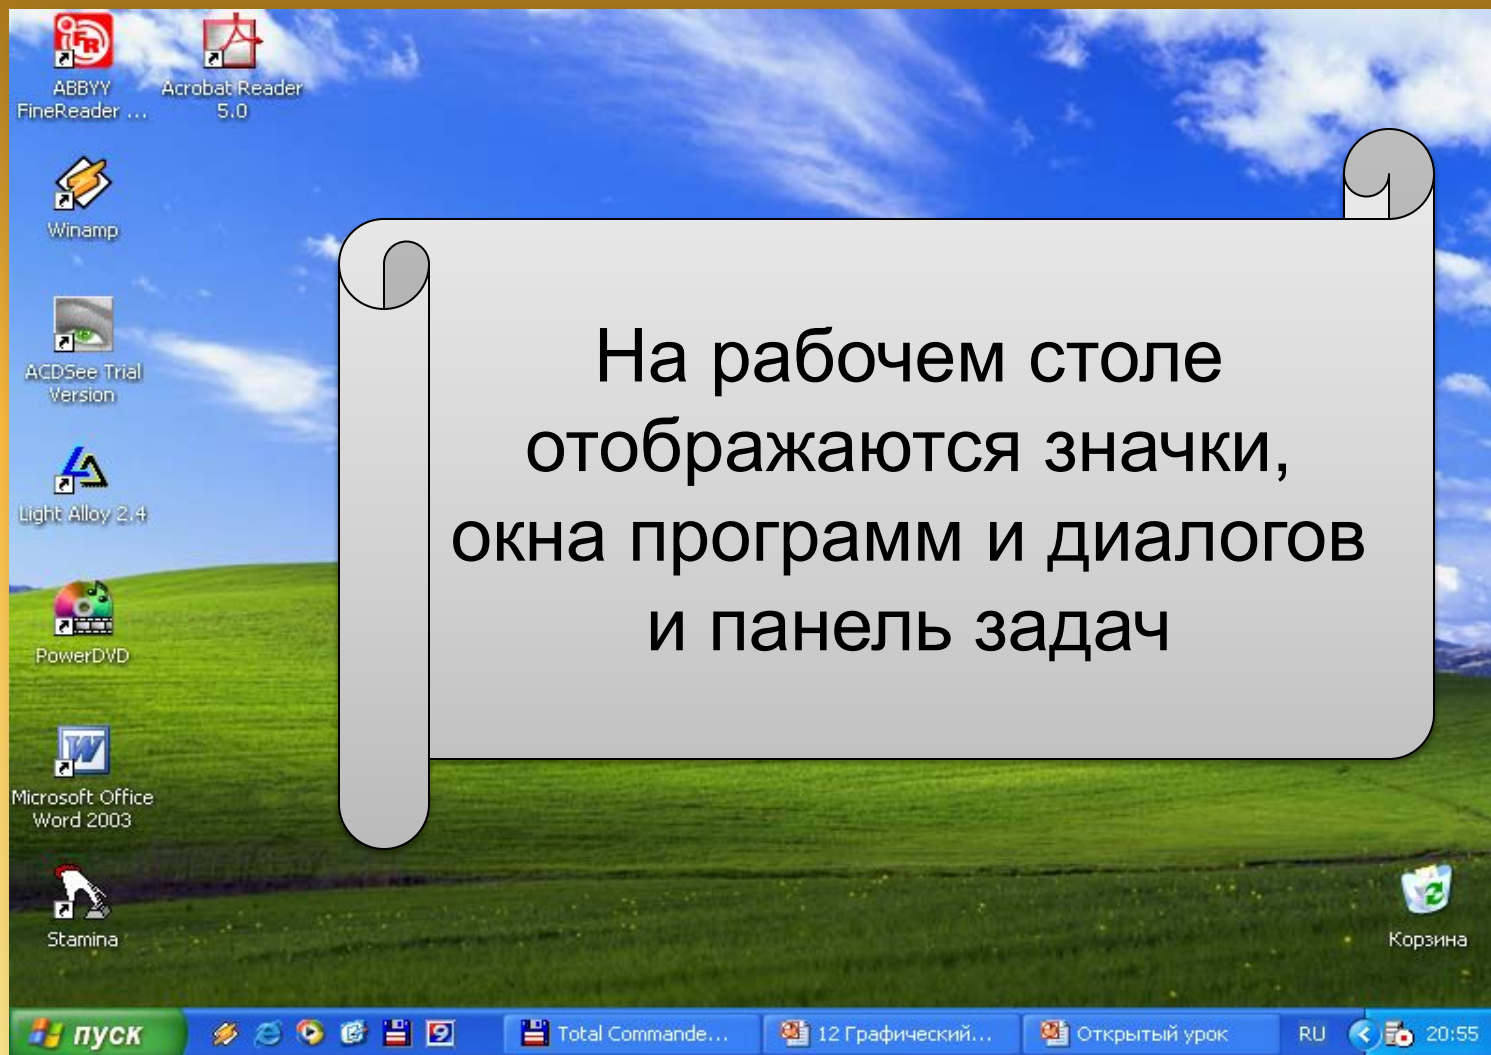 ABBYY
FineReader ...
Acrobat Reader
5.0
Winamp
ACDSee Trial
Version
Light Alloy 2.4
PowerDVD
Microsoft Office
Word 2003
Stamina
На рабочем столе
отображаются значки,
окна программ и диалогов
и панель задач
Корзина
пуск
Total Commande...
12 Графический...
Открытый урок
RU
20:55